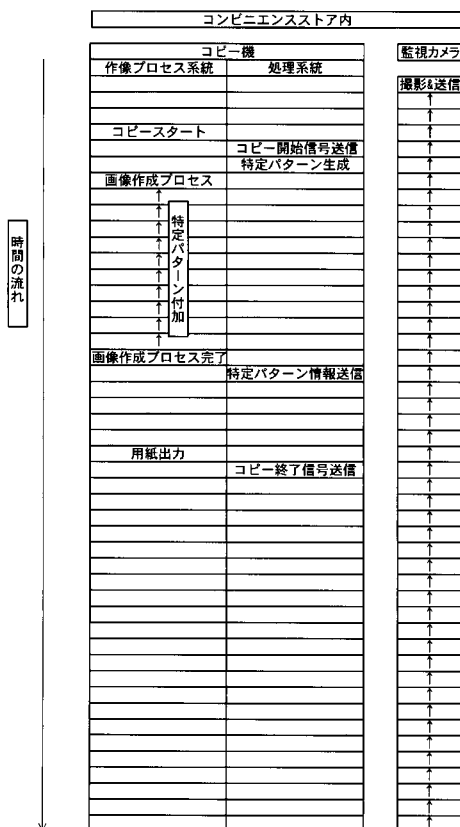 コンビニエンスストア内
コピー機
監視カメラ
作像プロセス系統
処理系統
撮影&送信
コピースタート
コピー開始信号送信
特定パターン生成
画像作成プロセス
特定パターン付加
時間の流れ
画像作成プロセス完了
特定パターン情報送信
用紙出力
コピー終了信号送信